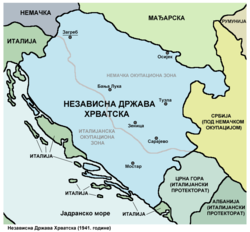 НЕМАЧКА
МАЂАРСКА
РУМУНИЈА
ИТАЛИЈА
Загреб
Осијек
НЕМАЧКА ОКУПАЦИОНА ЗОНА
Бања Лука
НЕЗАВИСНА ДРЖАВА
ХРВАТСКА
Тузла
СРБИЈА
(ПОД НЕМАЧКОМ
ОКУПАЦИЈОМ)
ИТАЛИЈАНСКА
ОКУПАЦИОНА ЗОНА
Зеница
Сарајево
ИТАЛИЈА
Мостар
ИТАЛИЈА
ЦРНА ГОРА
(ИТАЛИЈАНСКИ
ПРОТЕКТОРАТ)
Јадранско море
ИТАЛИЈА
АЛБАНИЈА
(ИТАЛИЈАНСКИ
ПРОТЕКТОРАТ)
Независна Држава Хрватска (1941. године)